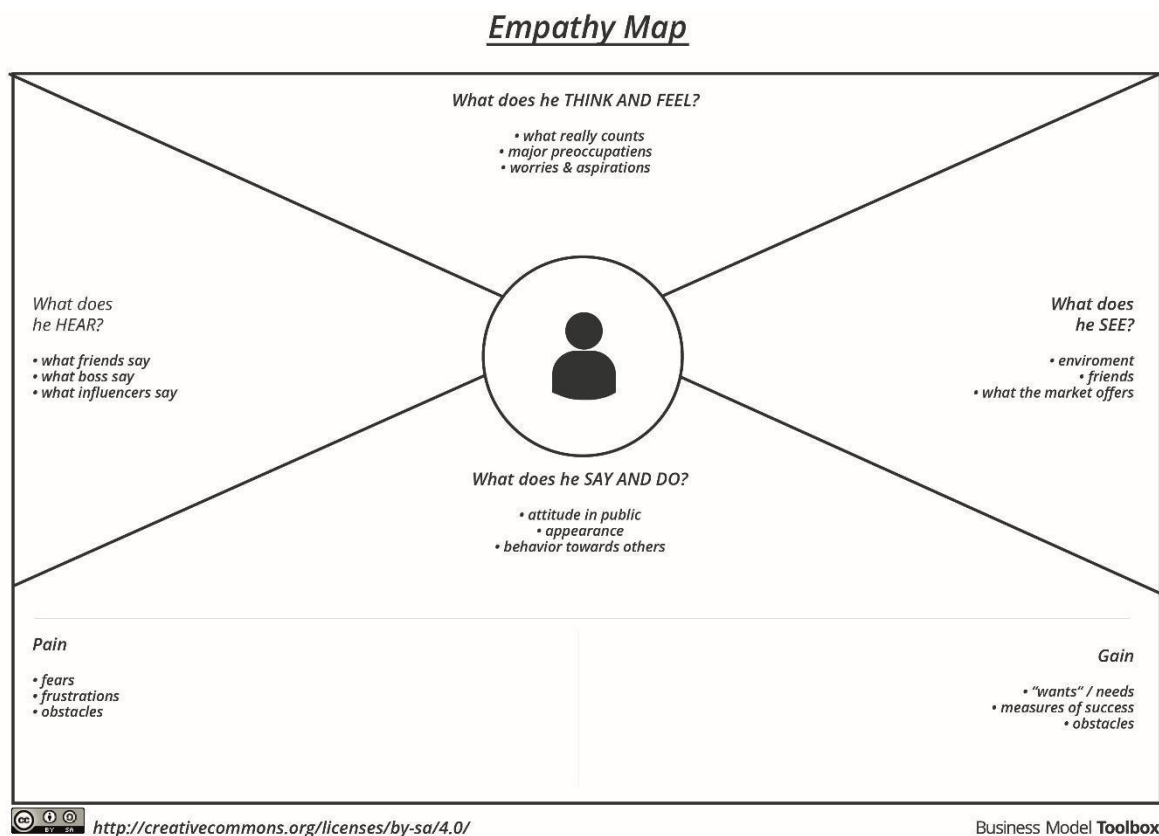 Empathy Map
What does he THINK AND FEEL?
• what really counts
• major preoccupatiens
• worries & aspirations
What does
he HEAR?
• what friends say
• what boss say
• what influencers say
What does
he SEE?
• enviroment
• friends
• what the market offers
What does he SAY AND DO?
• attitude in public
• appearance
• behavior towards others
Pain
• fears
• frustrations
• obstacles
Gain
• “wants” / needs
• measures of success
• obstacles
cc BY SA
http://creativecommons.org/licenses/by-sa/4.0/
Business Model Toolbox